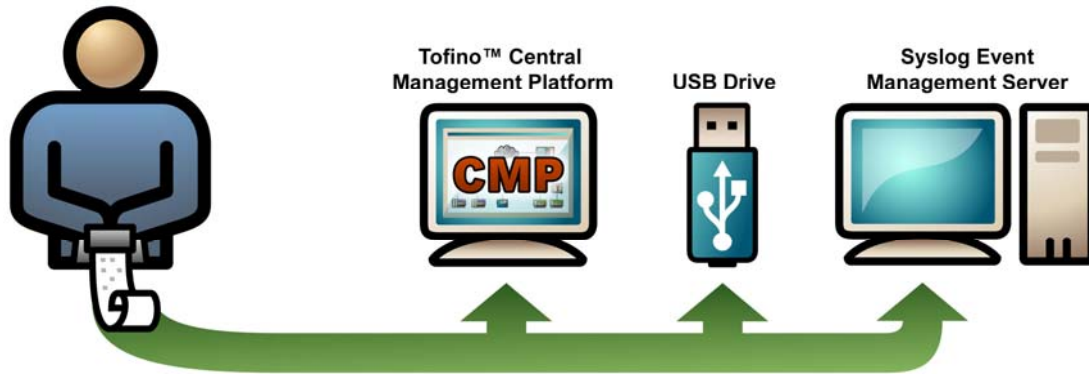 Tofino™ Central
Management Platform
USB Drive
Syslog Event
Management Server
CMP